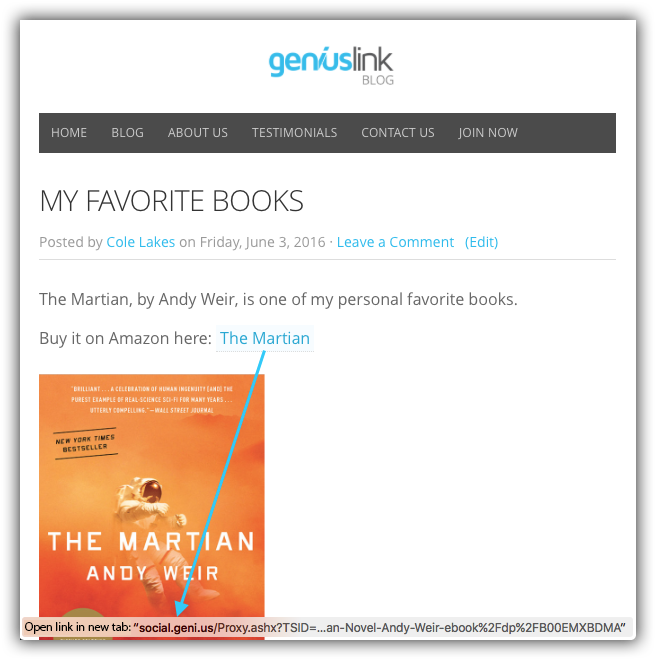 geniuslink
BLOG
HOME BLOG ABOUT US TESTIMONIALS CONTACT US JOIN NOW
MY FAVORITE BOOKS
Posted by Cole Lakes on Friday, June 3, 2016 · Leave a Comment (Edit)
The Martian, by Andy Weir, is one of my personal favorite books.
Buy it on Amazon here: The Martian
"BRILLIANT . . . A CELEBRATION OF HUMAN INGENUITY [AND] THE
PUREST EXAMPLE OF REAL-SCIENCE SCI-FI FOR MANY YEARS . . .
UTTERLY COMPELLING."—WALL STREET JOURNAL
NEW YORK TIMES
BESTSELLER
THE MARTIAN
ANDY WEIR
Open link in new tab: "social.geni.us/Proxy.ashx?TSID=...an-Novel-Andy-Weir-ebook%2Fdp%2FB00EMXBDMA"